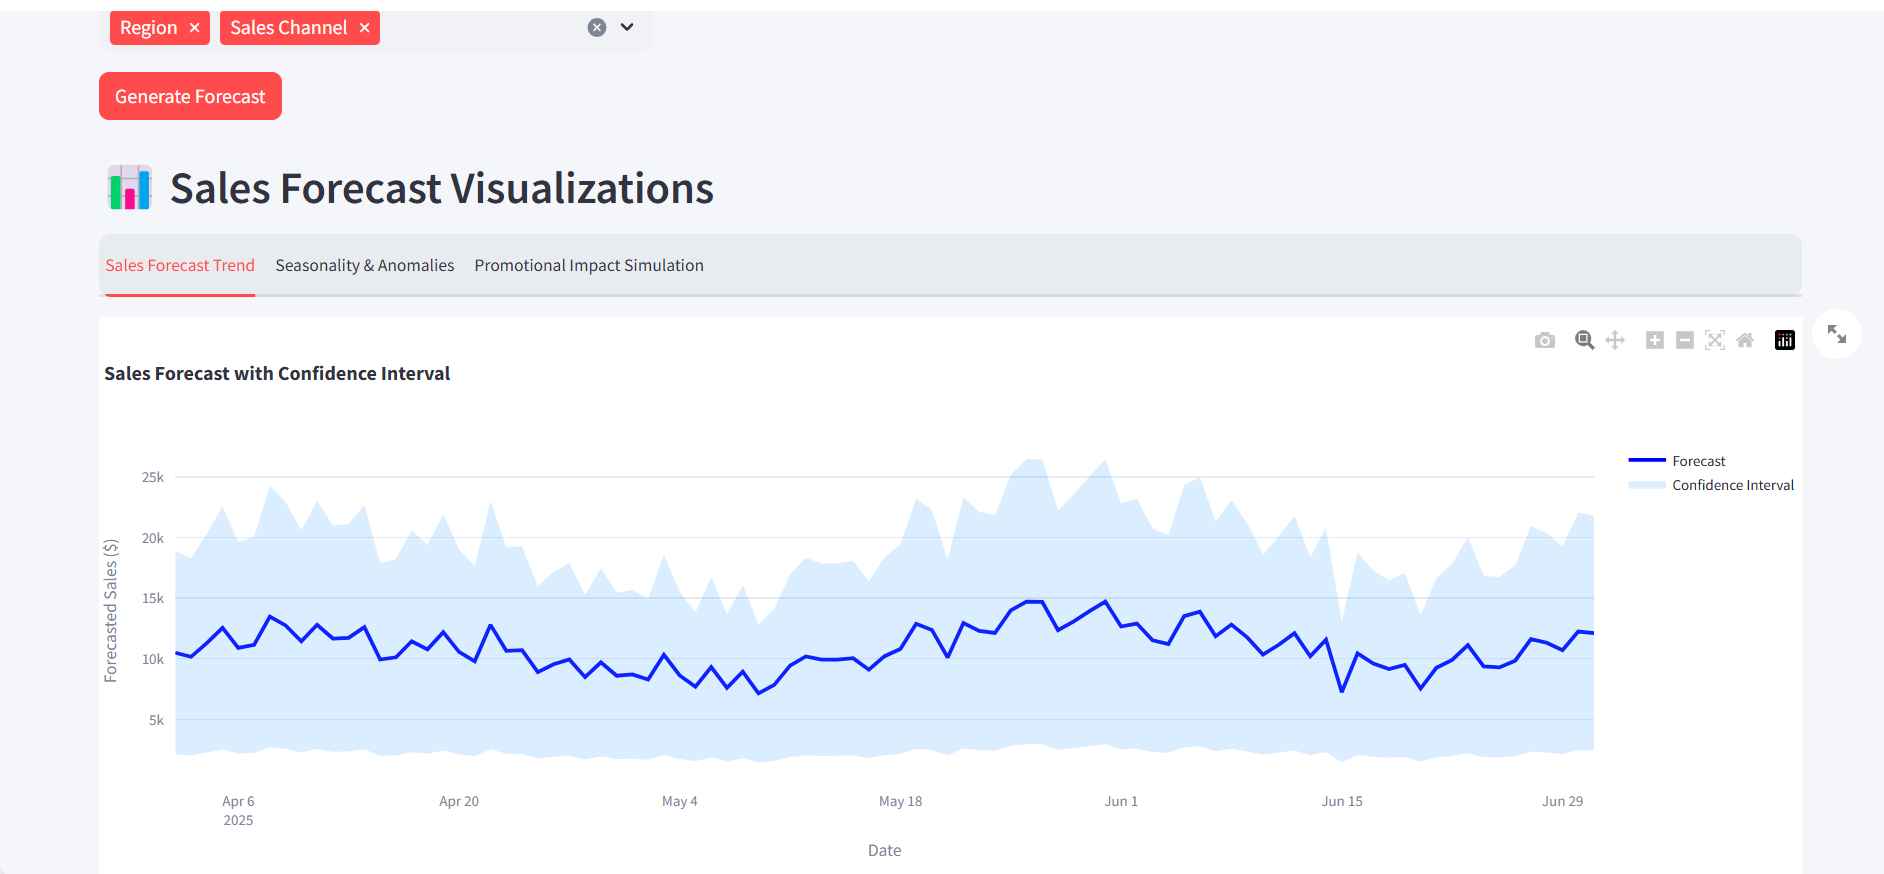 Region × Sales Channel ×
Generate Forecast
Sales Forecast Visualizations
Sales Forecast Trend Seasonality & Anomalies Promotional Impact Simulation
Sales Forecast with Confidence Interval
Forecast
Confidence Interval
25k
20k
15k
10k
5k
Forecasted Sales ($)
Apr 6 Apr 20 May 4 May 18 Jun 1 Jun 15 Jun 29
2025
Date